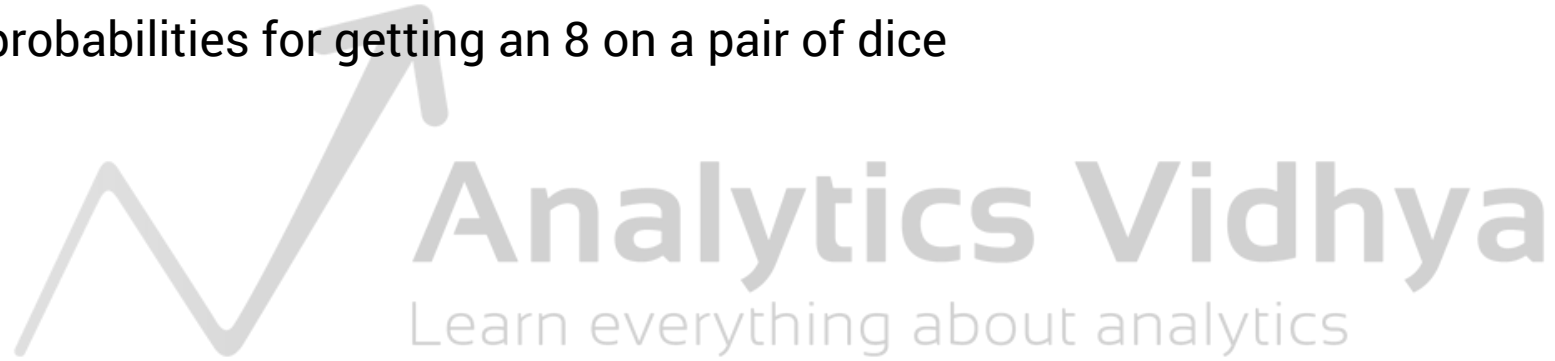 probabilities for getting an 8 on a pair of dice
Analytics Vidhya
Learn everything about analytics